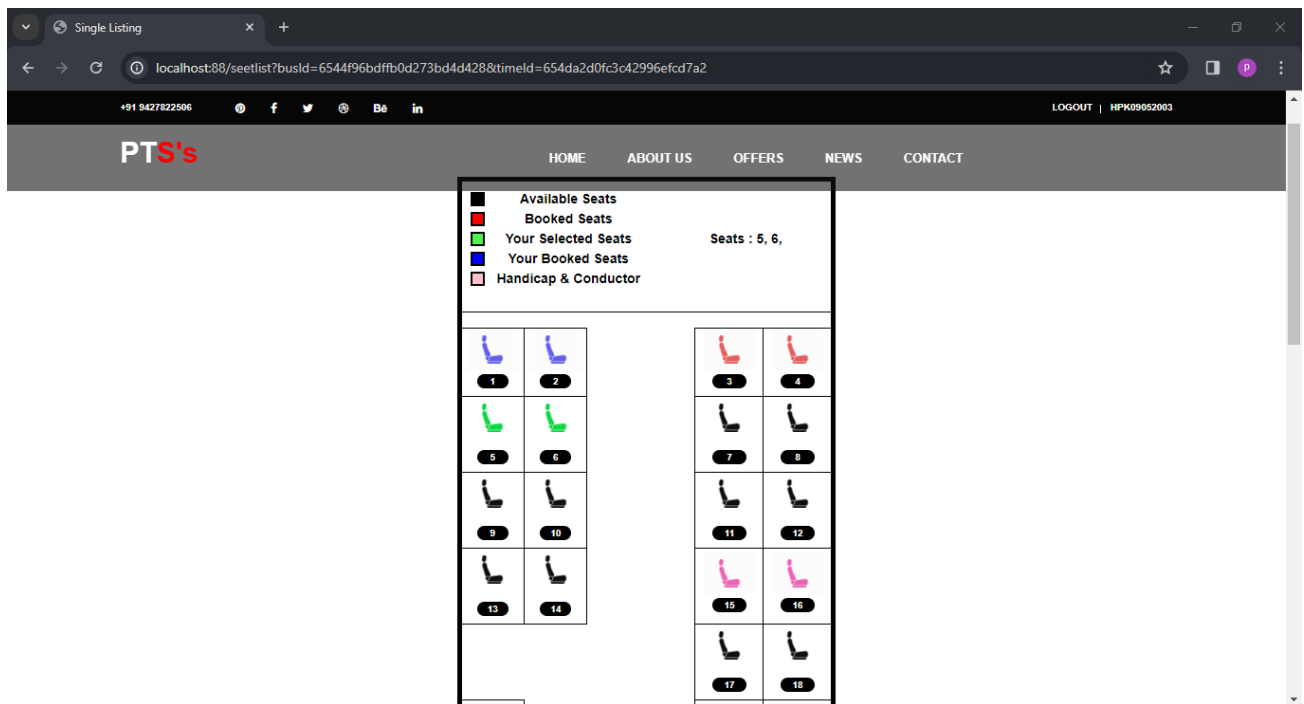 Single Listing
localhost:88/seetlist?busId=6544f96bdffb0d273bd4d428&timeId=654da2d0fc3c42996efcd7a2
P
+91 9427822506 Bē in LOGOUT | HPK09052003
PTS's HOME ABOUT US OFFERS NEWS CONTACT
Available Seats
Booked Seats
Your Selected Seats Seats : 5, 6,
Your Booked Seats
Handicap & Conductor
1 2 3 4
5 6 7 8
9 10 11 12
13 14 15 16
17 18